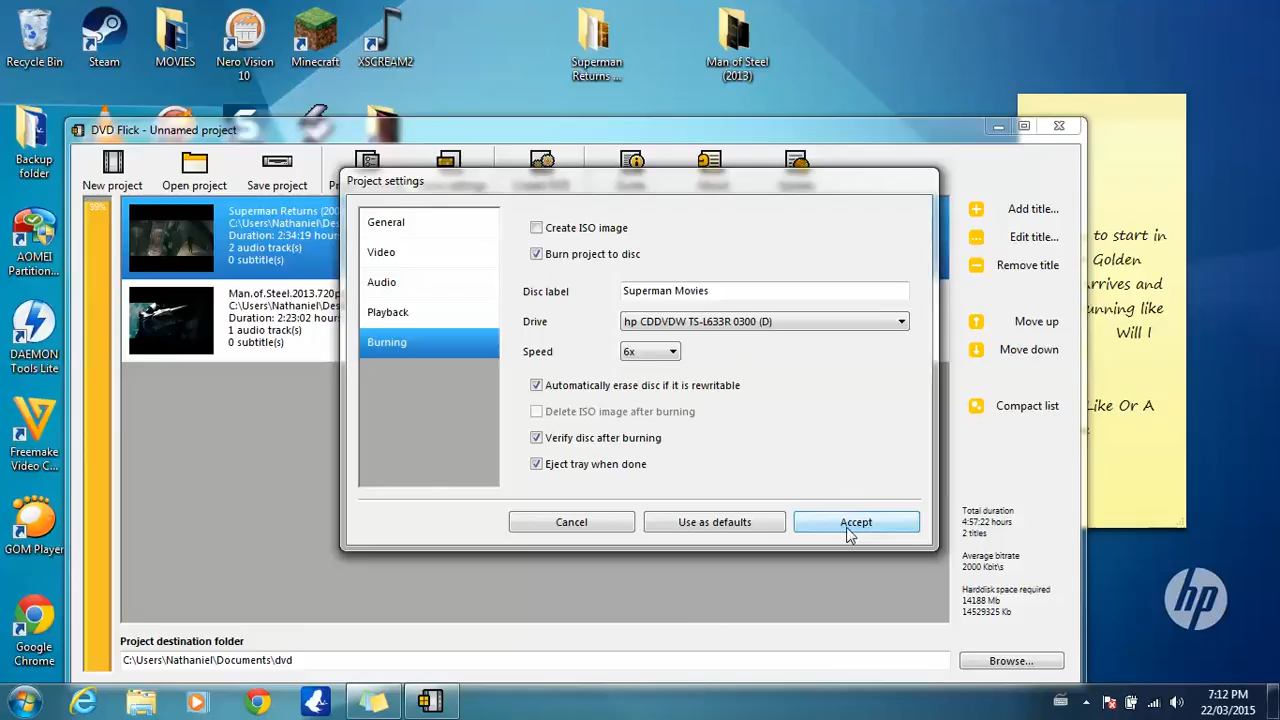 Recycle Bin
Steam
MOVIES
Nero Vision
10
Minecraft
XSCREAM2
Superman
Returns ...
Man of Steel
(2013)
Backup
folder
AOMEI
Partition...
DAEMON
Tools Lite
Freemake
Video C...
GOM Player
Google
Chrome
DVD Flick - Unnamed project
New project
Open project
Save project
99%
Superman Returns (200
C:\Users\Nathaniel\Des
Duration: 2:34:19 hour
2 audio track(s)
0 subtitle(s)
Man.of.Steel.2013.720p
C:\Users\Nathaniel\Des
Duration: 2:23:02 hour
1 audio track(s)
0 subtitle(s)
Project settings
General
Video
Audio
Playback
Burning
Create ISO image
Burn project to disc
Disc label
Superman Movies
Drive
hp CDDVDW TS-L633R 0300 (D)
Speed
6x
Automatically erase disc if it is rewritable
Delete ISO image after burning
Verify disc after burning
Eject tray when done
Cancel
Use as defaults
Accept
Add title...
Edit title...
Remove title
Move up
Move down
Compact list
Total duration
4:57:22 hours
2 titles
Average bitrate
2000 Kbit\s
Harddisk space required
14188 Mb
14529325 Kb
to start in
Golden
Arrives and
unning like
Will I
Like Or A
hp
Project destination folder
C:\Users\Nathaniel\Documents\dvd
Browse...
7:12 PM
22/03/2015